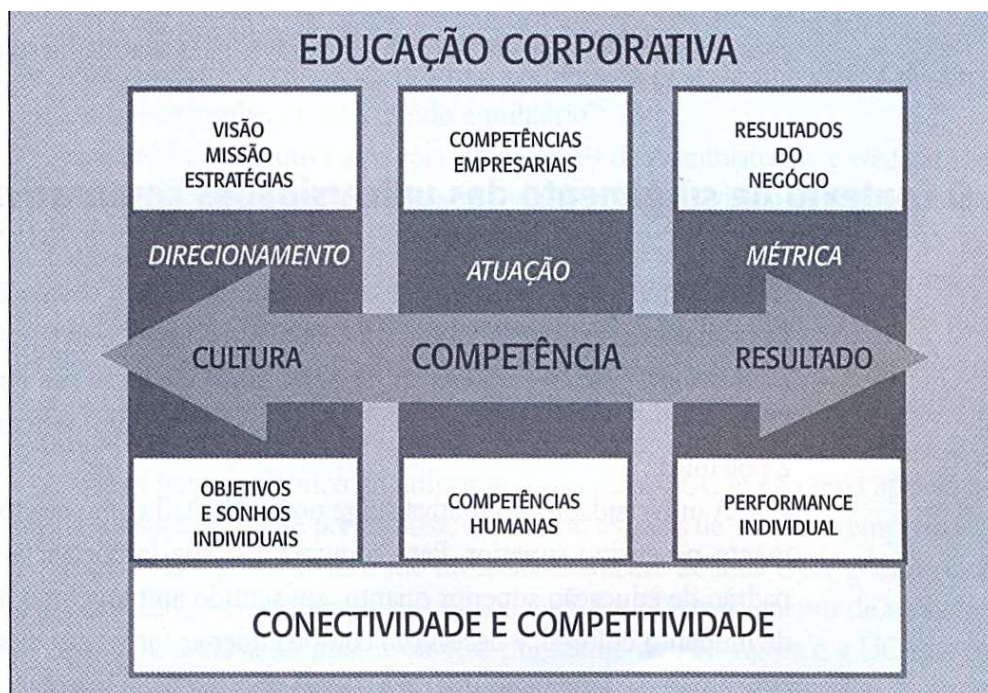 EDUCAÇÃO CORPORATIVA
VISÃO
MISSÃO
ESTRATÉGIAS
COMPETÊNCIAS
EMPRESARIAIS
RESULTADOS
DO
NEGÓCIO
DIRECIONAMENTO
ATUAÇÃO
MÉTRICA
CULTURA
COMPETÊNCIA
RESULTADO
OBJETIVOS
E SONHOS
INDIVIDUAIS
COMPETÊNCIAS
HUMANAS
PERFORMANCE
INDIVIDUAL
CONECTIVIDADE E COMPETITIVIDADE